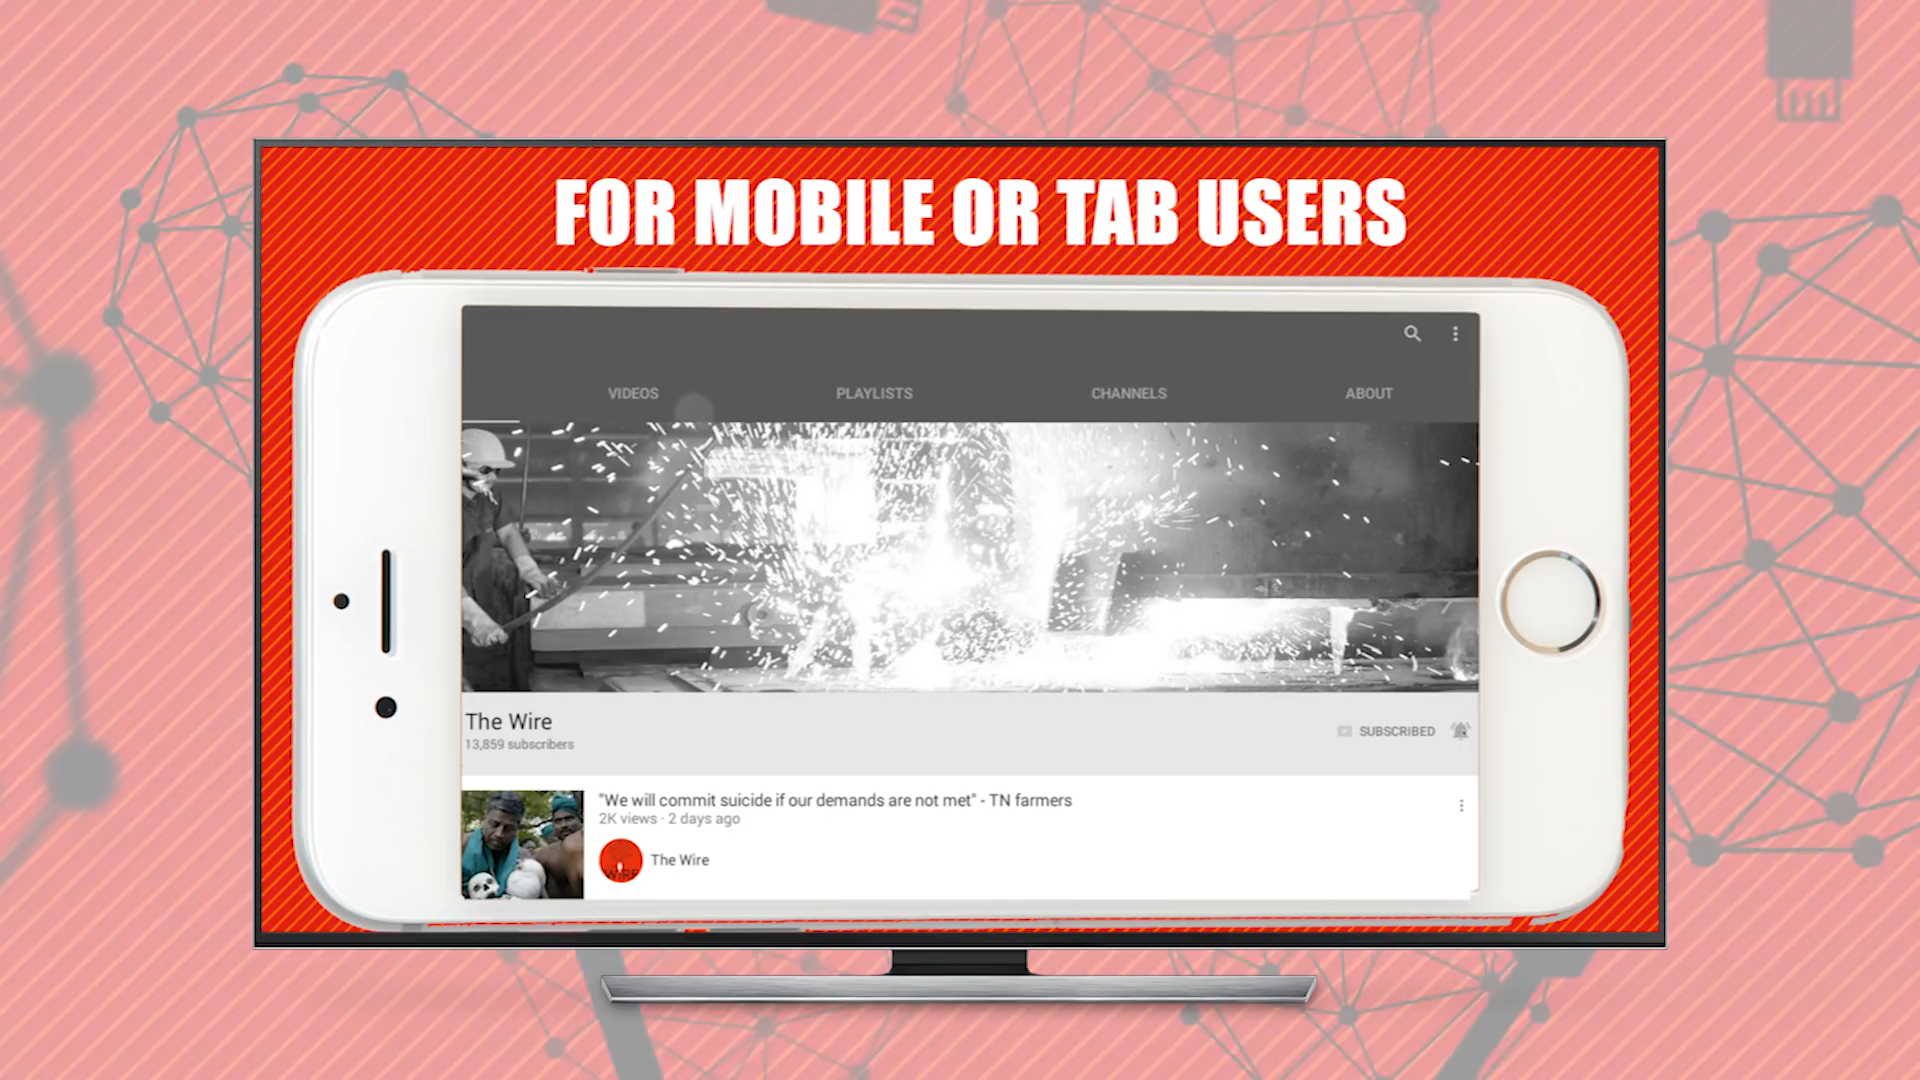 FOR MOBILE OR TAB USERS
VIDEOS PLAYLISTS CHANNELS ABOUT
The Wire
13,859 subscribers
SUBSCRIBED
"We will commit suicide if our demands are not met" - TN farmers
2K views · 2 days ago
WIRE
The Wire